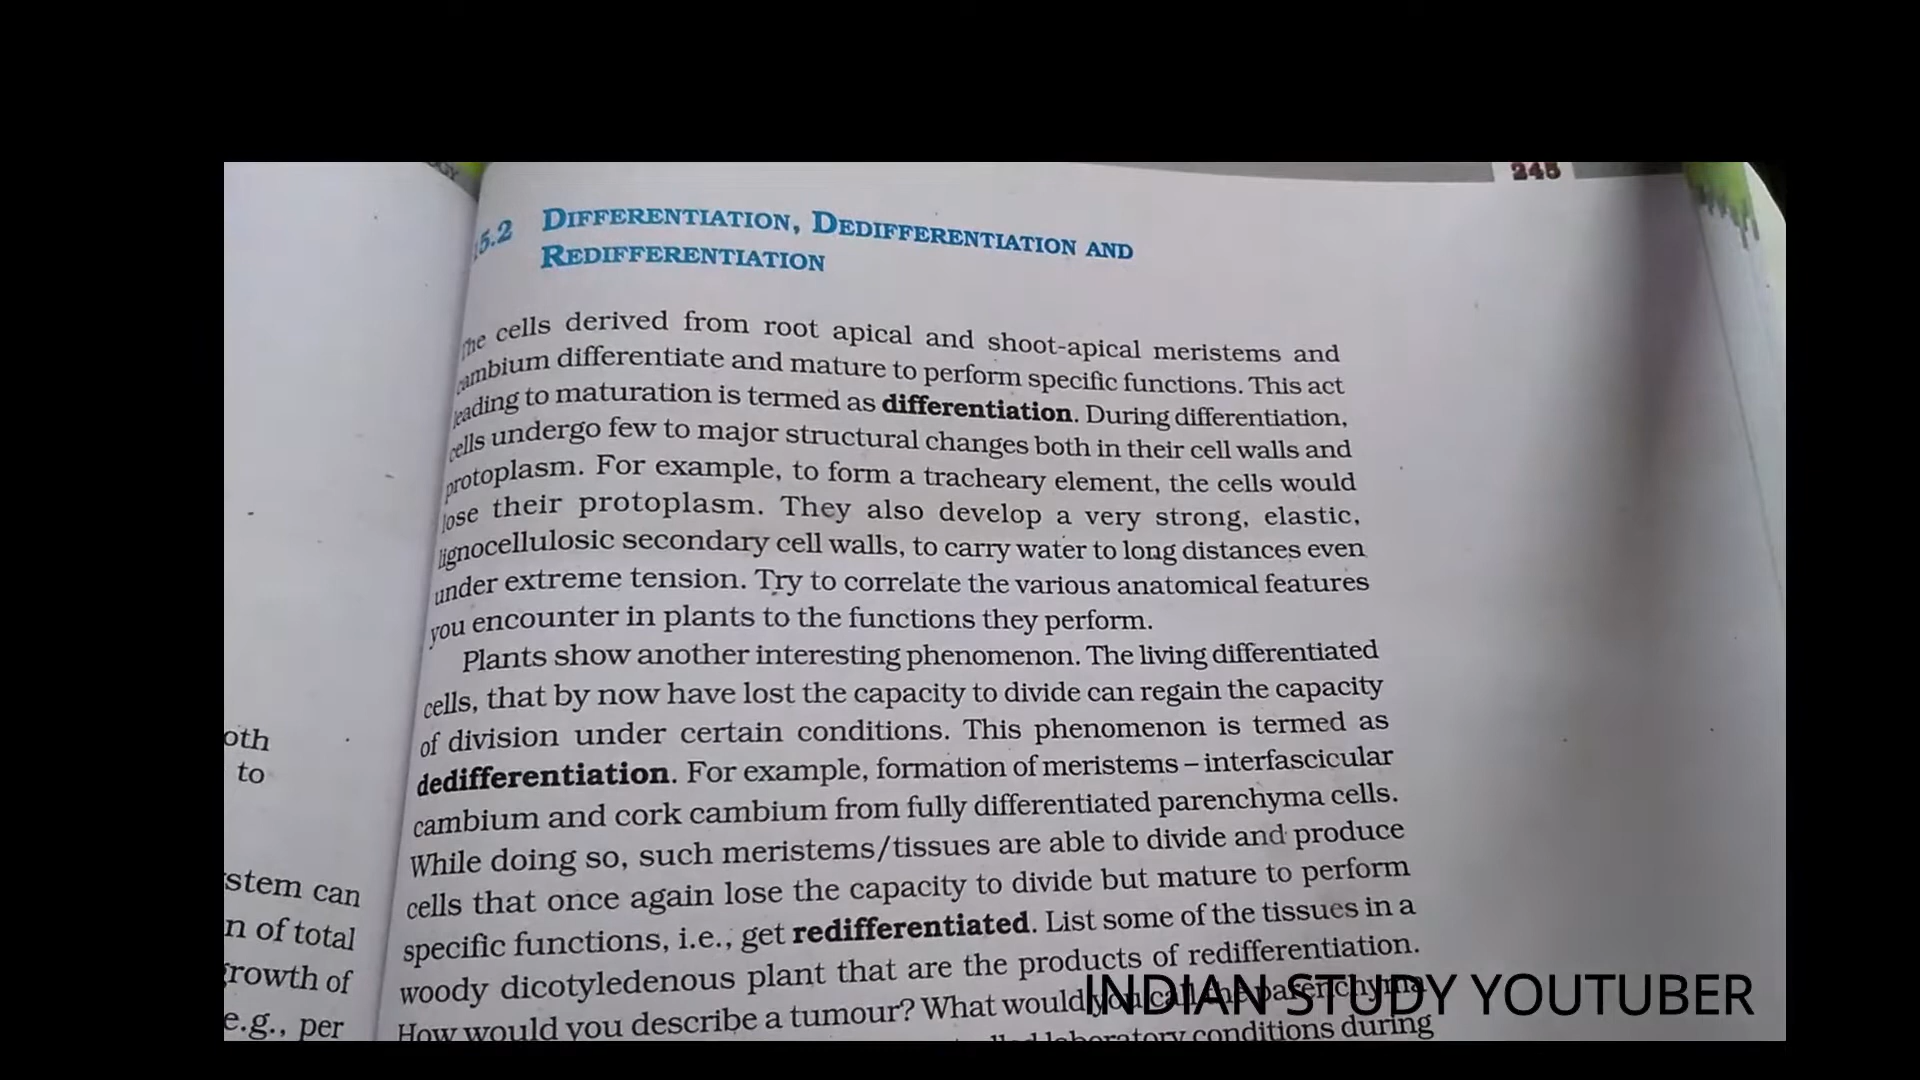 245
15.2 DIFFERENTIATION, DEDIFFERENTIATION AND
REDIFFERENTIATION
The cells derived from root apical and shoot-apical meristems and
cambium differentiate and mature to perform specific functions. This act
leading to maturation is termed as differentiation. During differentiation,
cells undergo few to major structural changes both in their cell walls and
protoplasm. For example, to form a tracheary element, the cells would
lose their protoplasm. They also develop a very strong, elastic,
lignocellulosic secondary cell walls, to carry water to long distances even
under extreme tension. Try to correlate the various anatomical features
you encounter in plants to the functions they perform.
Plants show another interesting phenomenon. The living differentiated
cells, that by now have lost the capacity to divide can regain the capacity
of division under certain conditions. This phenomenon is termed as
dedifferentiation. For example, formation of meristems – interfascicular
cambium and cork cambium from fully differentiated parenchyma cells.
While doing so, such meristems/tissues are able to divide and produce
cells that once again lose the capacity to divide but mature to perform
specific functions, i.e., get redifferentiated. List some of the tissues in a
woody dicotyledenous plant that are the products of redifferentiation.
How would you describe a tumour? What would you call the parenchyma
laboratory conditions during
oth
to
stem can
n of total
rowth of
e.g., per
INDIAN STUDY YOUTUBER